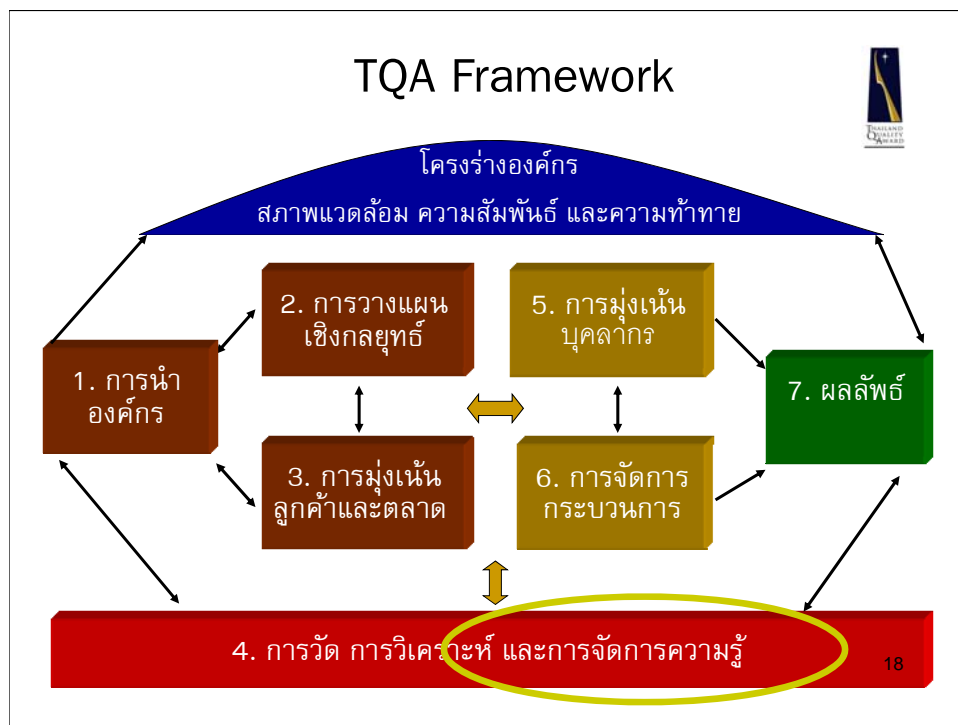 TQA Framework
THAILAND
QUALITY
AWARD
โครงร่างองค์กร
สภาพแวดล้อม ความสัมพันธ์ และความท้าทาย
2. การวางแผน
เชิงกลยุทธ์
5. การมุ่งเน้น
บุคลากร
1. การนำ
องค์กร
7. ผลลัพธ์
3. การมุ่งเน้น
ลูกค้าและตลาด
6. การจัดการ
กระบวนการ
4. การวัด การวิเคราะห์ และการจัดการความรู้
18